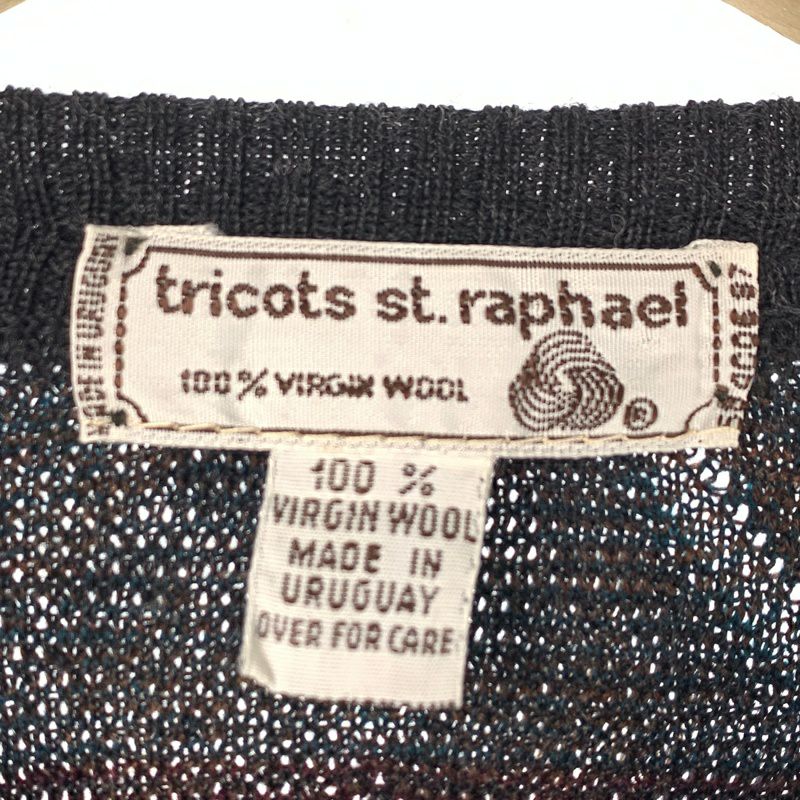 MADE IN URUGUAY
tricots st. raphael
100 % VIRGIN WOOL
®
100 %
VIRGIN WOOL
MADE IN
URUGUAY
OVER FOR CARE